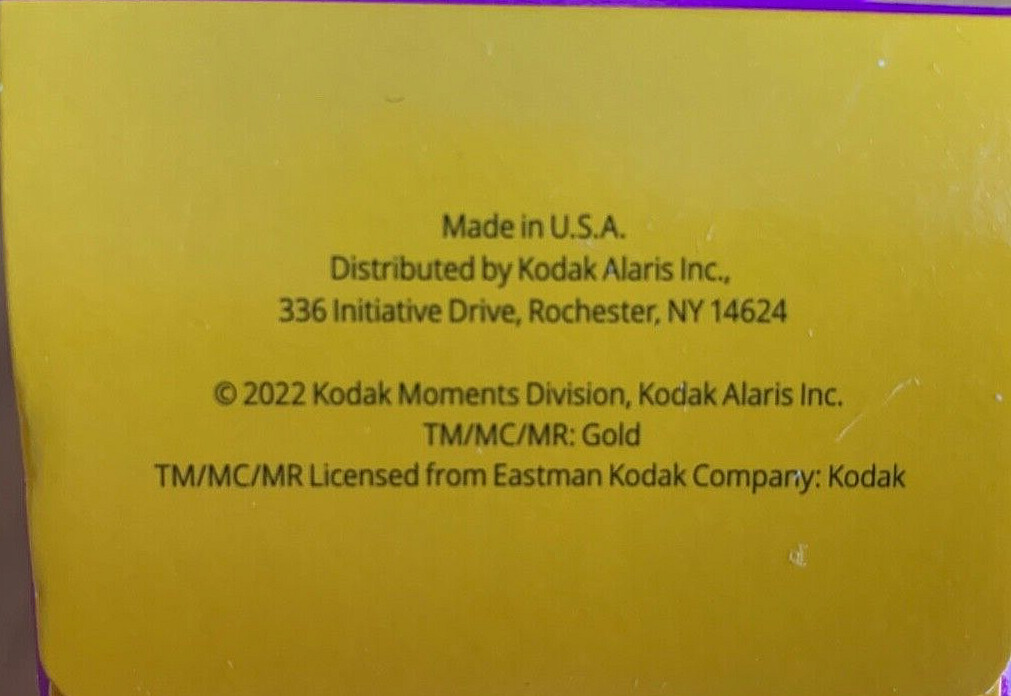 Made in U.S.A.
Distributed by Kodak Alaris Inc.,
336 Initiative Drive, Rochester, NY 14624
© 2022 Kodak Moments Division, Kodak Alaris Inc.
TM/MC/MR: Gold
TM/MC/MR Licensed from Eastman Kodak Company: Kodak